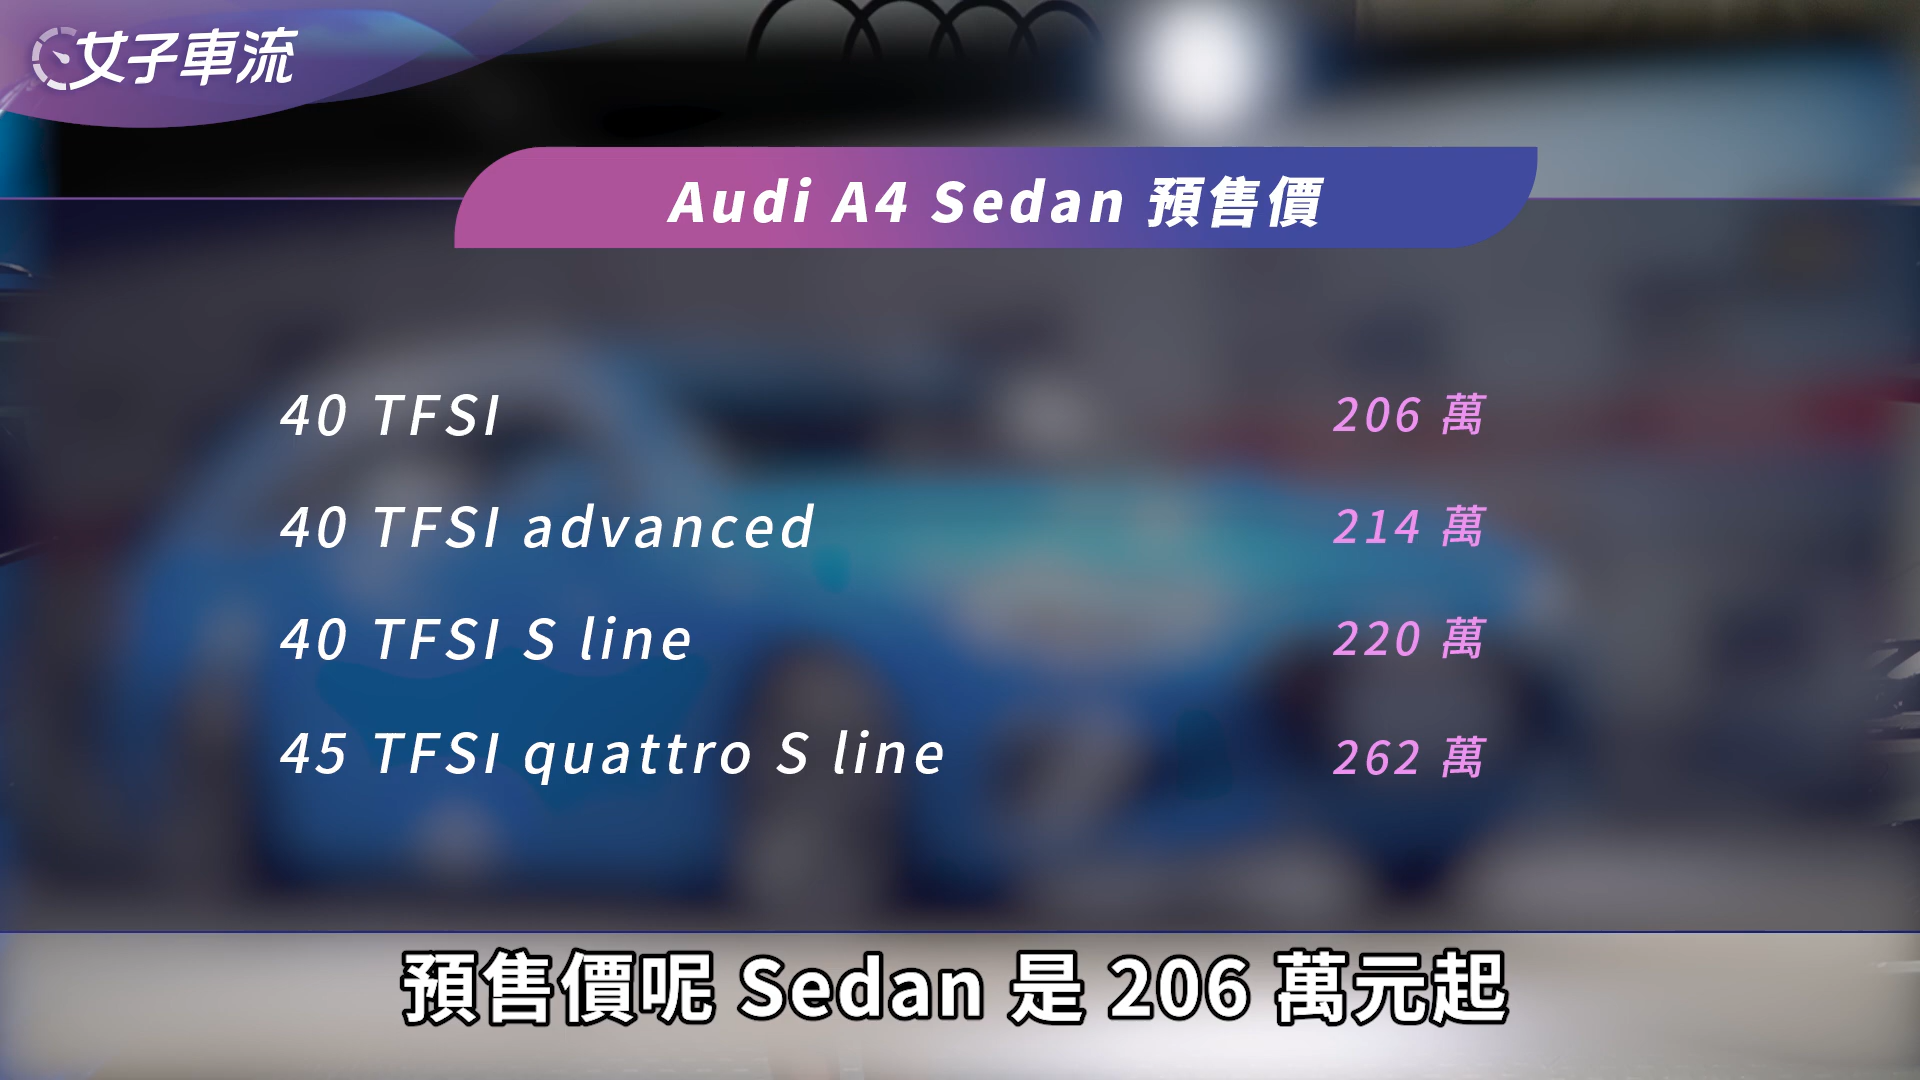 女子車流
Audi A4 Sedan 預售價
40 TFSI 206 萬
40 TFSI advanced 214 萬
40 TFSI S line 220 萬
45 TFSI quattro S line 262 萬
預售價呢 Sedan 是 206 萬元起